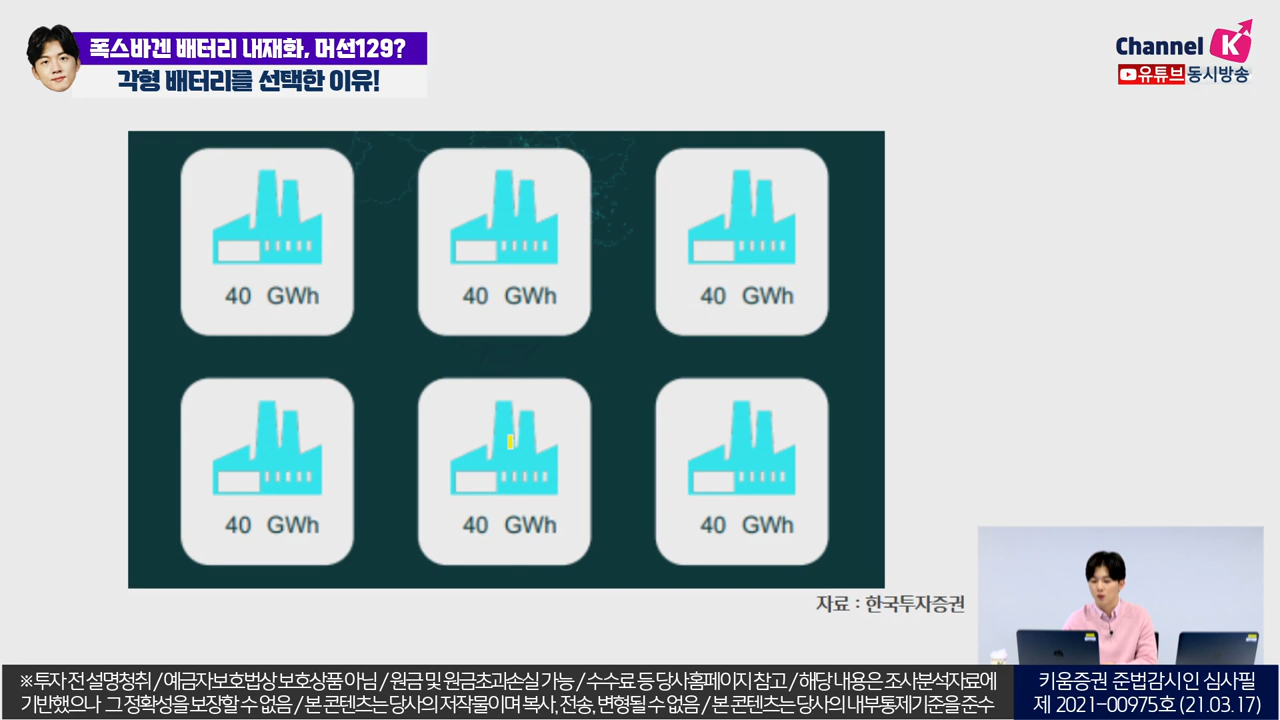 폭스바겐 배터리 내재화, 머선129?
각형 배터리를 선택한 이유!
Channel K
유튜브 동시방송
40 GWh
40 GWh
40 GWh
40 GWh
40 GWh
40 GWh
자료 : 한국투자증권
※ 투자 전 설명청취 / 예금자보호법상 보호상품 아님 / 원금 및 원금초과손실 가능 / 수수료 등 당사홈페이지 참고 / 해당 내용은 조사분석자료에
기반했으나 그 정확성을 보장할 수 없음 / 본 콘텐츠는 당사의 저작물이며 복사, 전송, 변형될 수 없음 / 본 콘텐츠는 당사의 내부통제기준을 준수
키움증권 준법감시인 심사필
제 2021-00975호 (21.03.17)